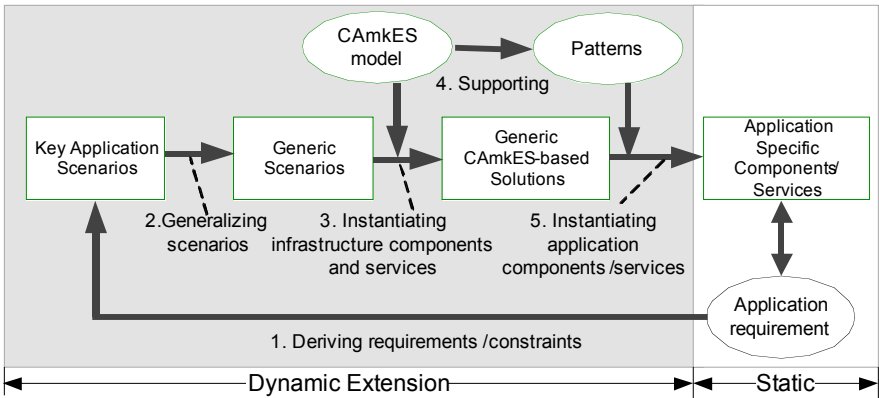 CAmkES
model
Patterns
4. Supporting
Key Application
Scenarios
Generic
Scenarios
Generic
CAmkES-based
Solutions
Application
Specific
Components/
Services
2.Generalizing
scenarios
3. Instantiating
infrastructure components
and services
5. Instantiating
application
components /services
Application
requirement
1. Deriving requirements /constraints
Dynamic Extension
Static